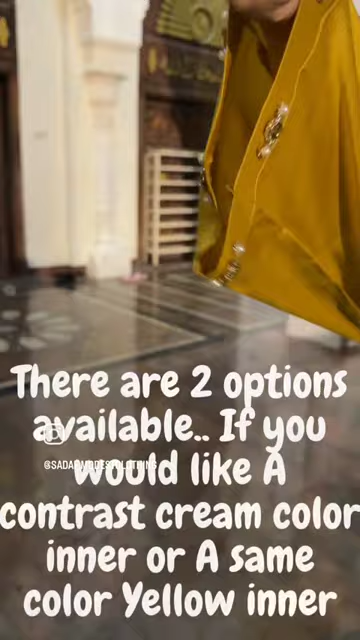 There are 2 options
available.. If you
would like A
contrast cream color
inner or A same
color Yellow inner